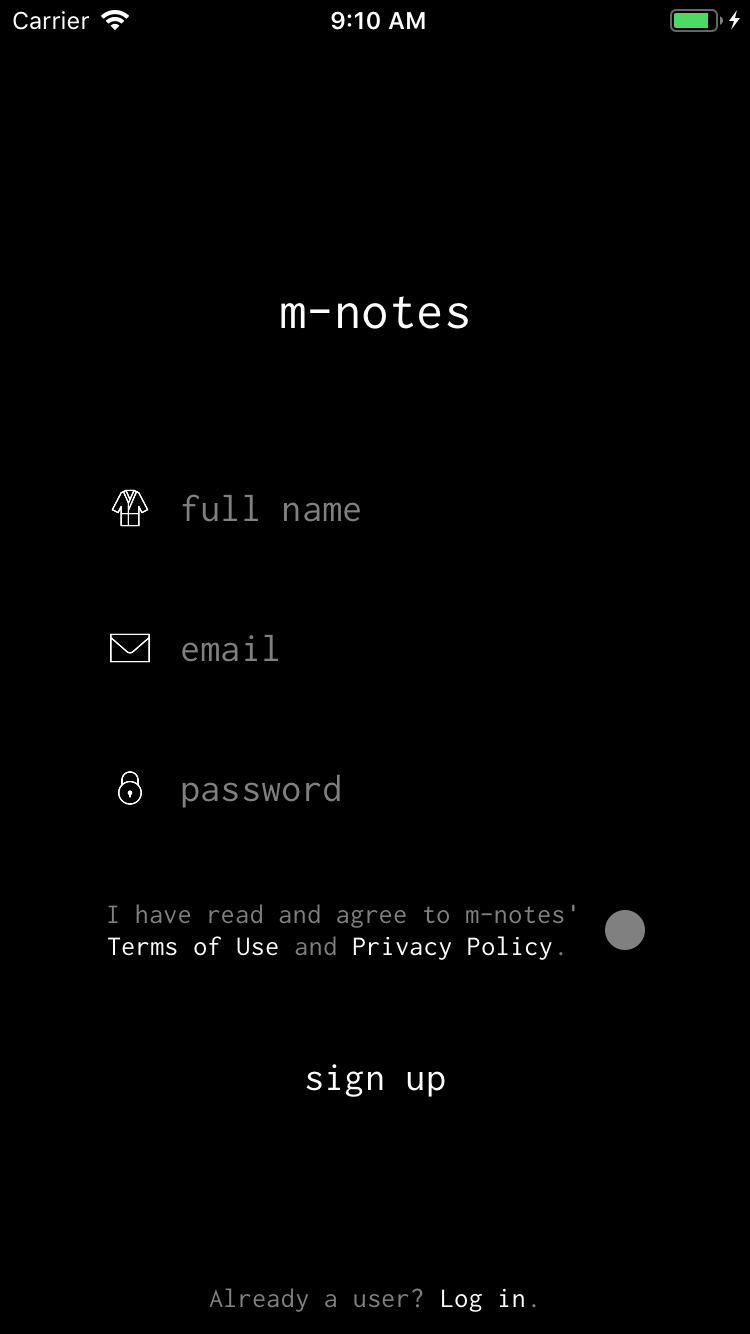 Carrier 9:10 AM
m-notes
full name
email
password
I have read and agree to m-notes'
Terms of Use and Privacy Policy.
sign up
Already a user? Log in.